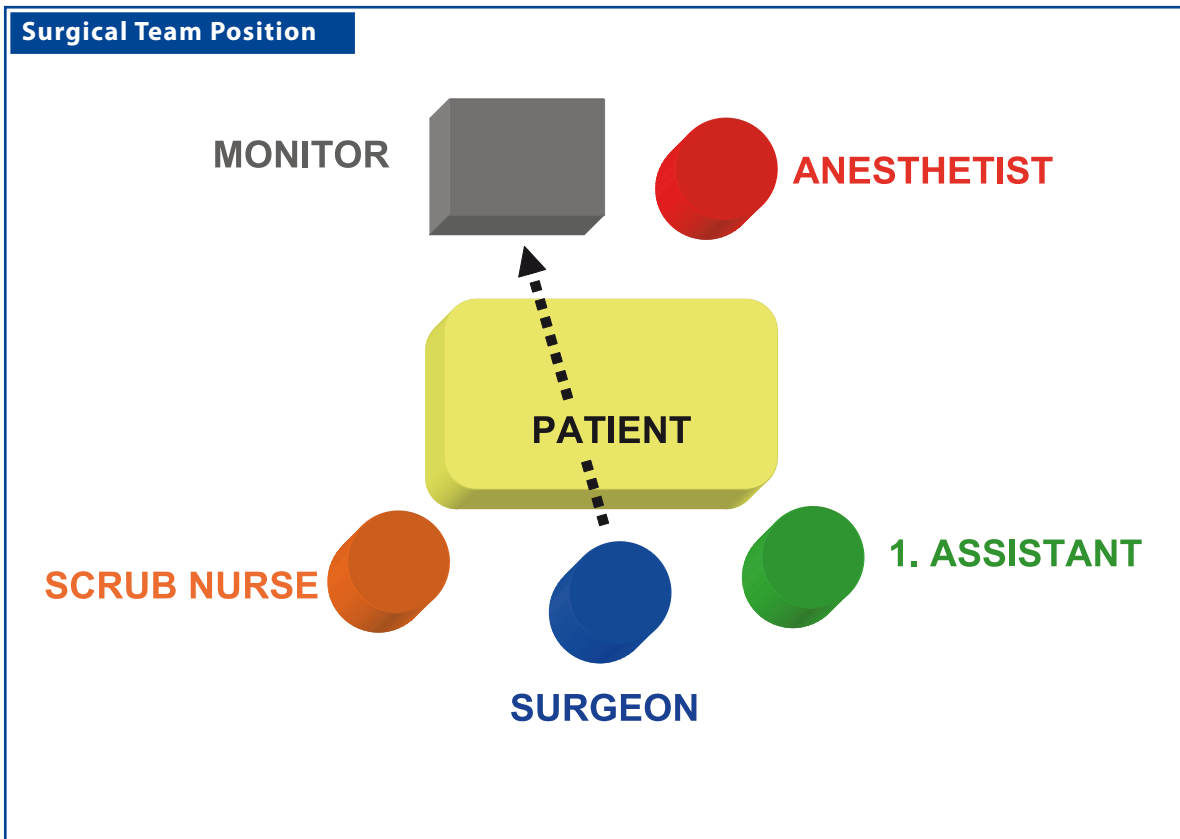 Surgical Team Position
MONITOR
ANESTHETIST
PATIENT
1. ASSISTANT
SCRUB NURSE
SURGEON